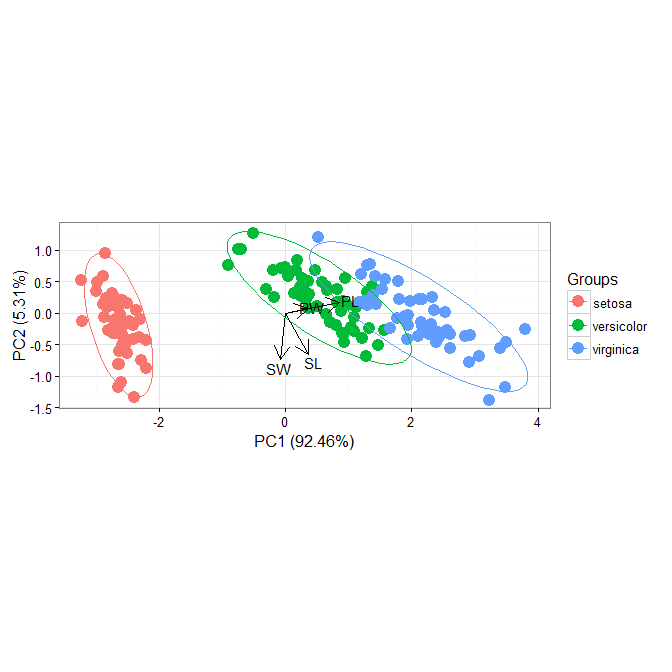 PC2 (5.31%)
1.0
0.5
0.0
-0.5
-1.0
-1.5
PW
PL
SW
SL
-2
0
2
4
PC1 (92.46%)
Groups
setosa
versicolor
virginica